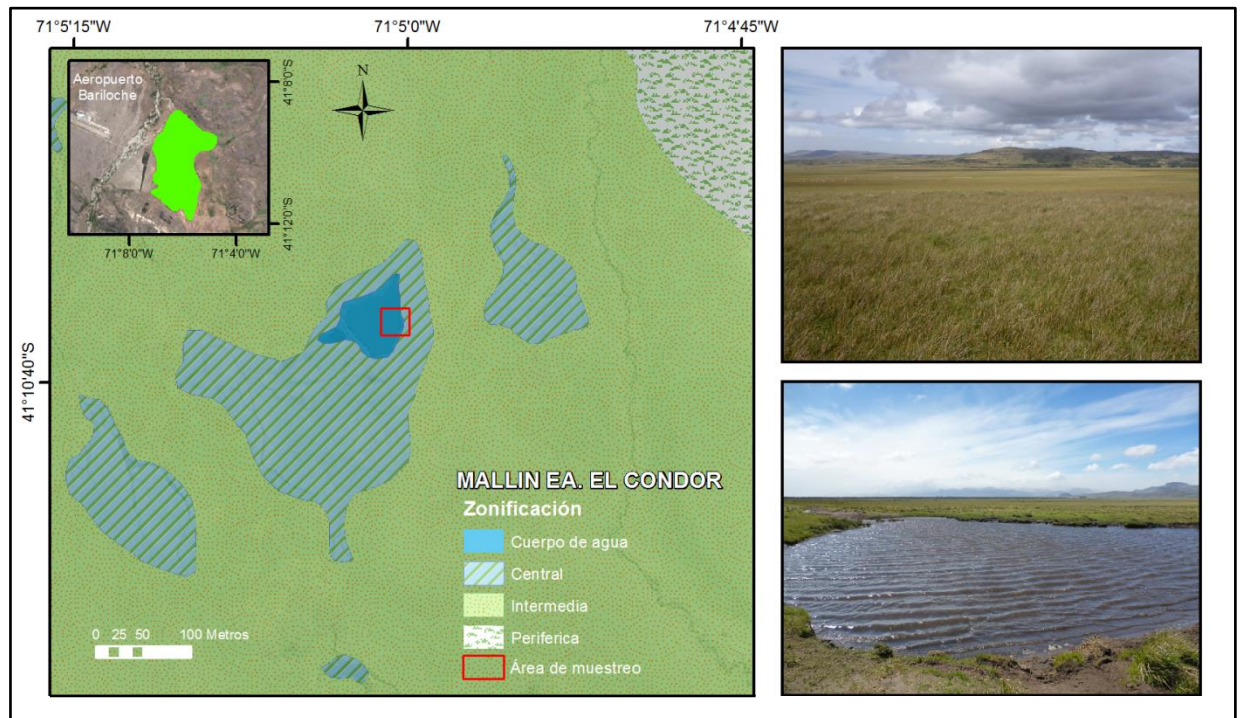 71°5'15"W
71°5'0"W
71°4'45"W
Aeropuerto
Bariloche
41°8'0"S
41°12'0"S
71°8'0"W
71°4'0"W
N
41°10'40"S
MALLIN EA. EL CONDOR
Zonificación
Cuerpo de agua
Central
Intermedia
Periferica
Área de muestreo
0 25 50 100 Metros